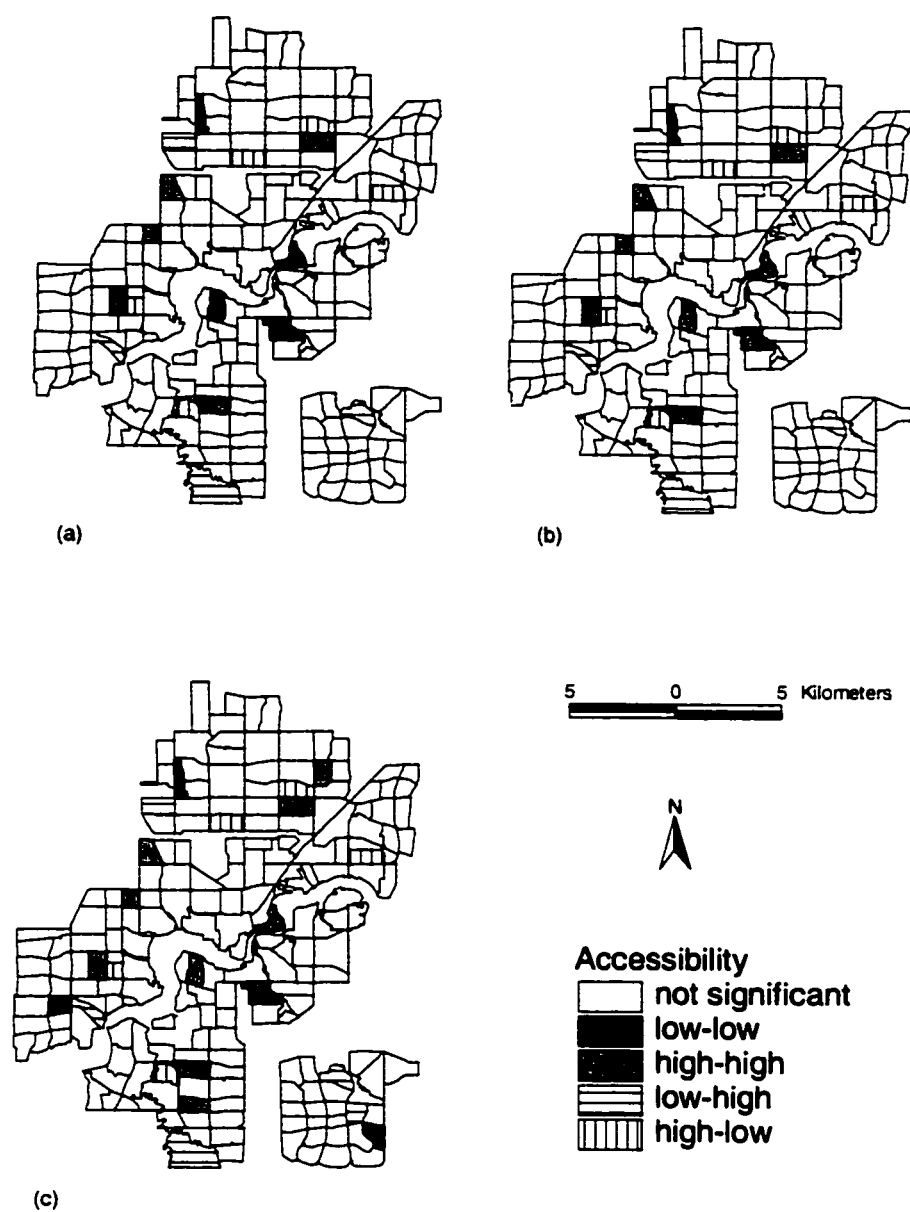 (a)
(b)
5 0 5 Kilometers
N
Accessibility
not significant
low-low
high-high
low-high
high-low
(c)